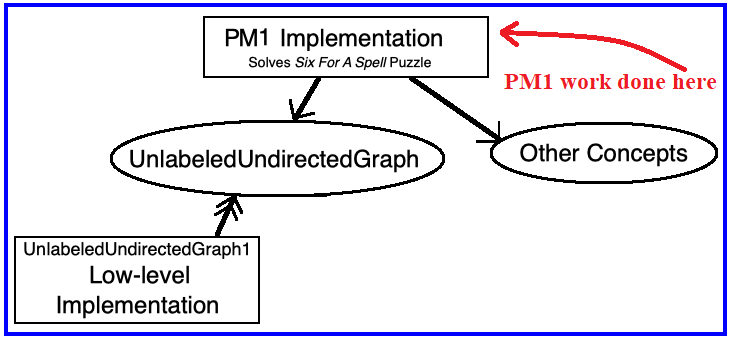 PM1 Implementation
Solves Six For A Spell Puzzle
PM1 work done here
UnlabeledUndirectedGraph
Other Concepts
UnlabeledUndirectedGraph1
Low-level
Implementation